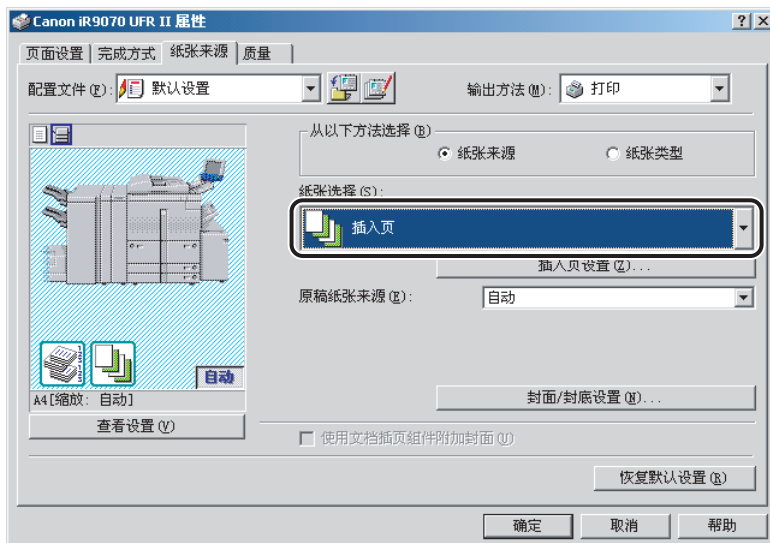 Canon iR9070 UFR II 属性
页面设置 完成方式 纸张来源 质量
配置文件(F): 默认设置 输出方法(M): 打印
从以下方法选择(B)
纸张来源 纸张类型
纸张选择(S):
插入页
插入页设置(Z)...
原稿纸张来源(E): 自动
自动
A4[缩放: 自动]
封面/封底设置(N)...
查看设置(V)
使用文档插页组件附加封面(U)
恢复默认设置(R)
确定 取消 帮助